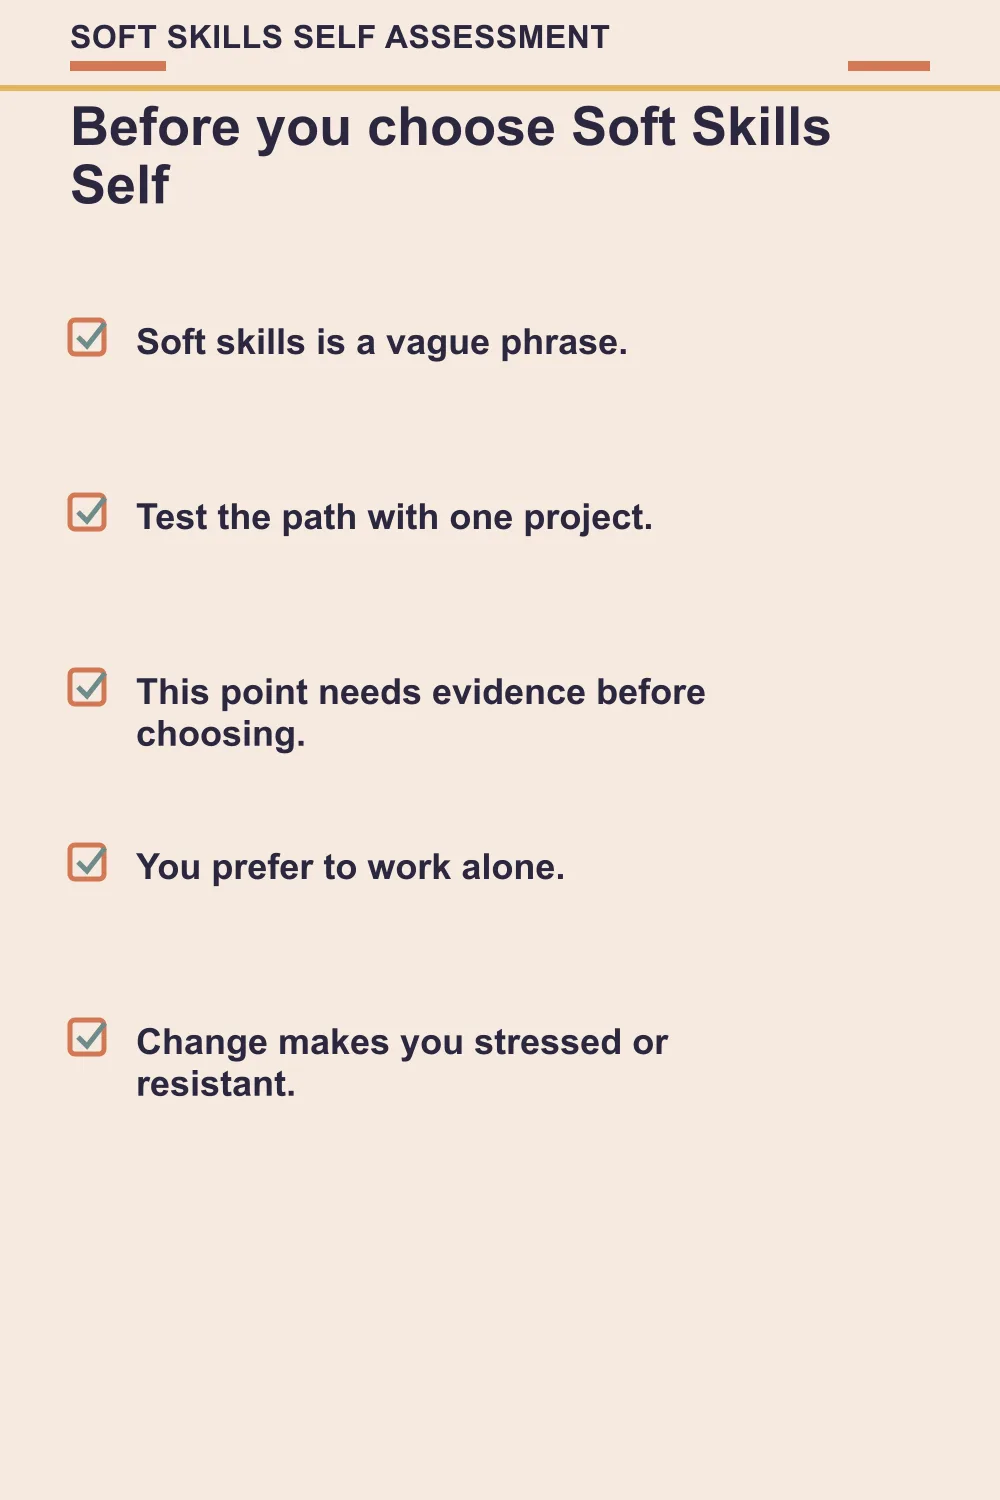 SOFT SKILLS SELF ASSESSMENT
Before you choose Soft Skills
Self
Soft skills is a vague phrase.
Test the path with one project.
This point needs evidence before
choosing.
You prefer to work alone.
Change makes you stressed or
resistant.